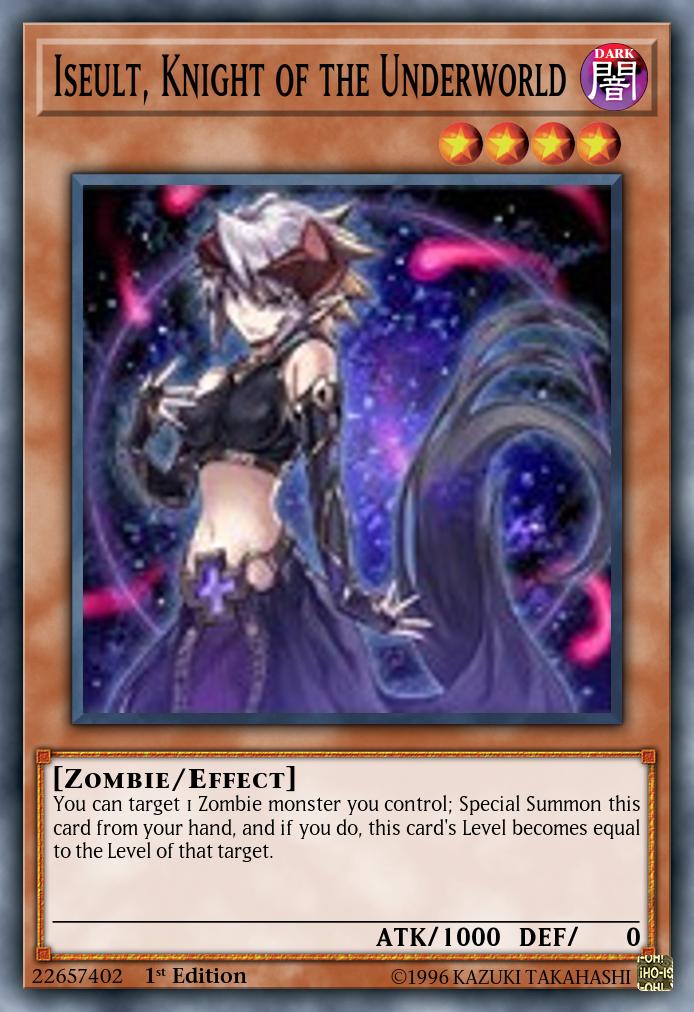 Iseult, Knight of the Underworld
DARK
闇
[Zombie/Effect]
You can target 1 Zombie monster you control; Special Summon this
card from your hand, and if you do, this card's Level becomes equal
to the Level of that target.
ATK/1000 DEF/ 0
22657402 1st Edition ©1996 KAZUKI TAKAHASHI